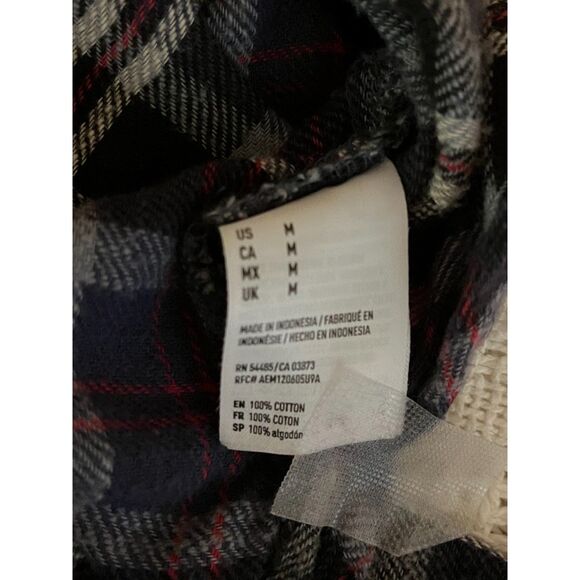 US M
CA M
MX M
UK M
MADE IN INDONESIA / FABRIQUÉ EN
INDONÉSIE / HECHO EN INDONESIA
RN 54485/CA 03873
RFC# AEM120605U9A
EN 100% COTTON
FR 100% COTON
SP 100% algodón